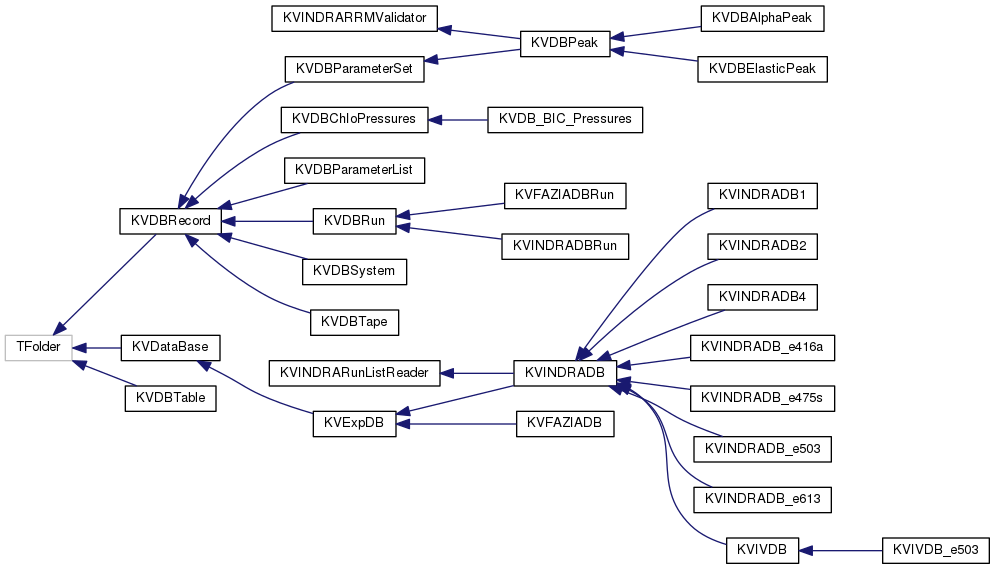 KVINDRARRMValidator
KVDBAlphaPeak
KVDBPeak
KVDBParameterSet
KVDBElasticPeak
KVDBChIoPressures
KVDB_BIC_Pressures
KVDBParameterList
KVFAZIADBRun
KVINDRADB1
KVDBRecord
KVDBRun
KVINDRADBRun
KVINDRADB2
KVDBSystem
KVINDRADB4
KVDBTape
TFolder
KVDataBase
KVINDRADB_e416a
KVINDRARunListReader
KVINDRADB
KVDBTable
KVINDRADB_e475s
KVExpDB
KVFAZIADB
KVINDRADB_e503
KVINDRADB_e613
KVIVDB
KVIVDB_e503